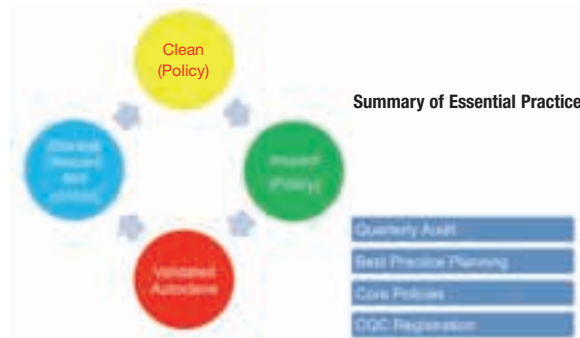 Clean
(Policy)
Summary of Essential Practice
Inspect
(Policy)
Validated
Autoclave
Quarterly Audit
Best Practice Planning
Core Policies
CQC Registration